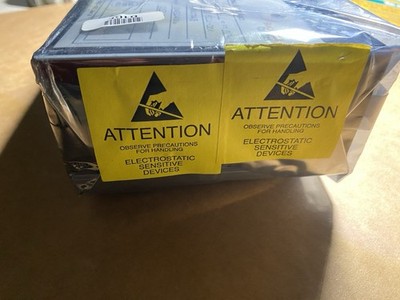 ATTENTION
OBSERVE PRECAUTIONS
FOR HANDLING
ELECTROSTATIC
SENSITIVE
DEVICES
ATTENTION
OBSERVE PRECAUTIONS
FOR HANDLING
ELECTROSTATIC
SENSITIVE
DEVICES